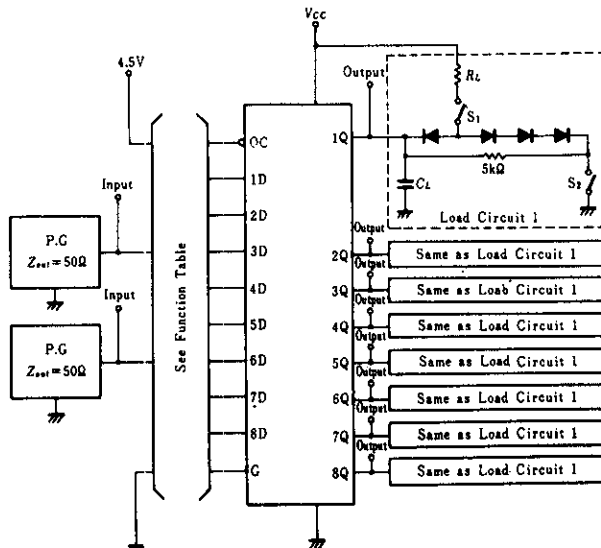 VCC
4.5V
Output
RL
S1
OC
1Q
1D
5kΩ
S2
Input
CL
2D
Load Circuit 1
P.G
Zout=50Ω
Output
2Q
Same as Load Circuit 1
3D
Output
3Q
Same as Loab Circuit 1
Input
See Function Table
4D
Output
4Q
Same as Load Circuit 1
P.G
Zout=50Ω
5D
Output
5Q
Same as Load Circuit 1
6D
Output
6Q
Same as Load Circuit 1
7D
Output
7Q
Same as Load Circuit 1
8D
Output
8Q
Same as Load Circuit 1
G